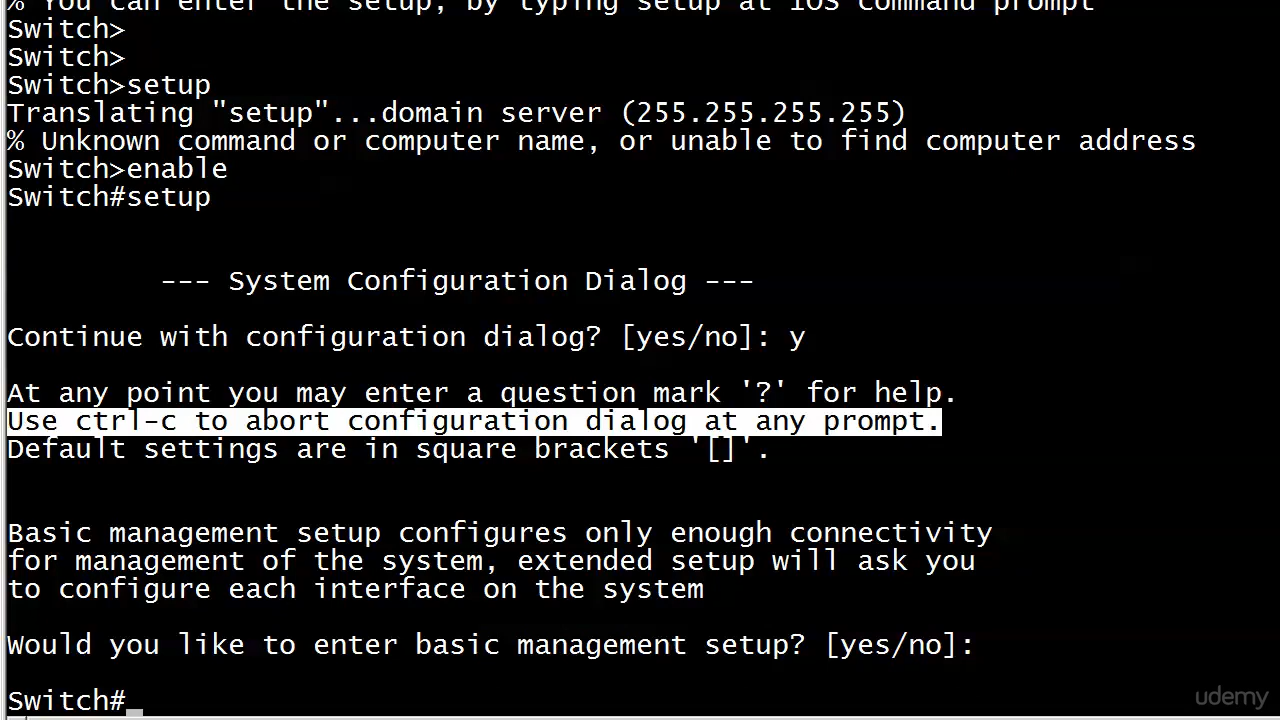 % You can enter the setup, by typing setup at IOS command prompt
Switch>
Switch>
Switch>setup
Translating "setup"...domain server (255.255.255.255)
% Unknown command or computer name, or unable to find computer address
Switch>enable
Switch#setup
--- System Configuration Dialog ---
Continue with configuration dialog? [yes/no]: y
At any point you may enter a question mark '?' for help.
Use ctrl-c to abort configuration dialog at any prompt.
Default settings are in square brackets '[]'.
Basic management setup configures only enough connectivity
for management of the system, extended setup will ask you
to configure each interface on the system
Would you like to enter basic management setup? [yes/no]:
Switch#
udemy